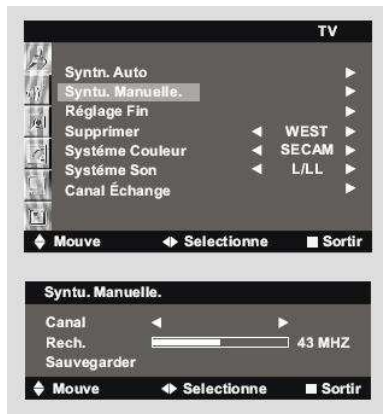 TV
Syntn. Auto
Syntu. Manuelle.
Réglage Fin
Supprimer ◀ WEST ▶
Systéme Couleur ◀ SECAM ▶
Systéme Son ◀ L/LL ▶
Canal Échange
Mouve Selectionne Sortir
Syntu. Manuelle.
Canal
Rech. 43 MHZ
Sauvegarder
Mouve Selectionne Sortir